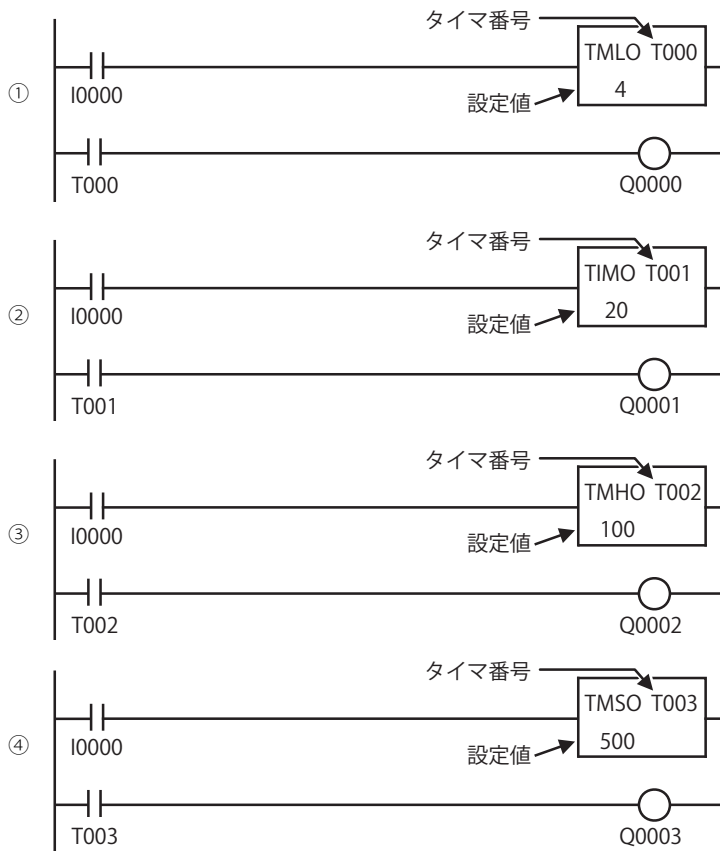 ①
タイマ番号
TMLO T000
4
I0000
設定値
T000
Q0000
②
タイマ番号
TIMO T001
20
I0000
設定値
T001
Q0001
③
タイマ番号
TMHO T002
100
I0000
設定値
T002
Q0002
④
タイマ番号
TMSO T003
500
I0000
設定値
T003
Q0003